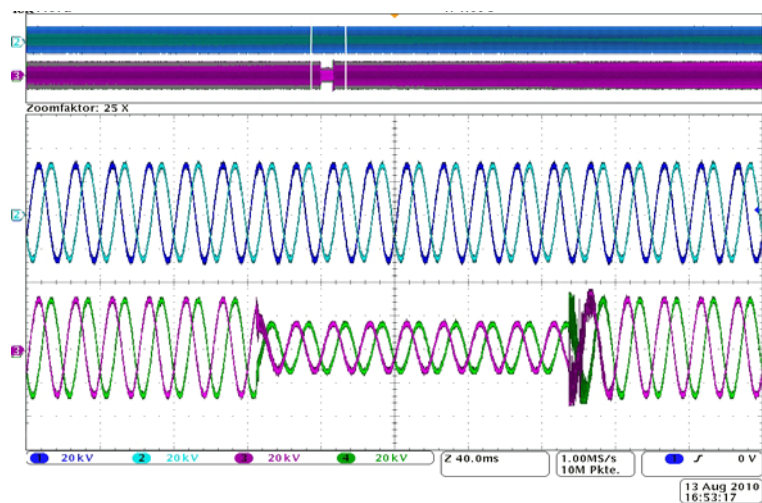 2
3
Zoomfaktor: 25 X
2
3
1 20 kV 2 20 kV 3 20 kV 4 20 kV
Z 40.0ms
1.00MS/s
10M Pkte.
1 0 V
13 Aug 2010
16:53:17